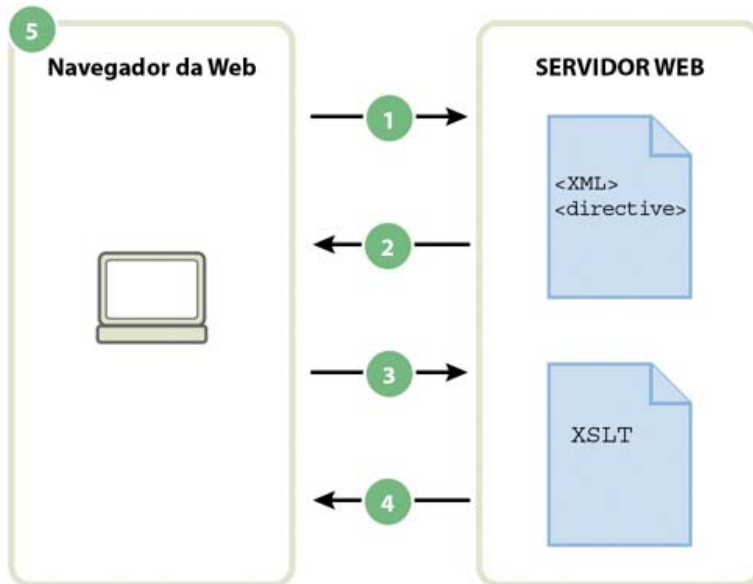 5
Navegador da Web
SERVIDOR WEB
1
<XML>
<directive>
2
3
XSLT
4